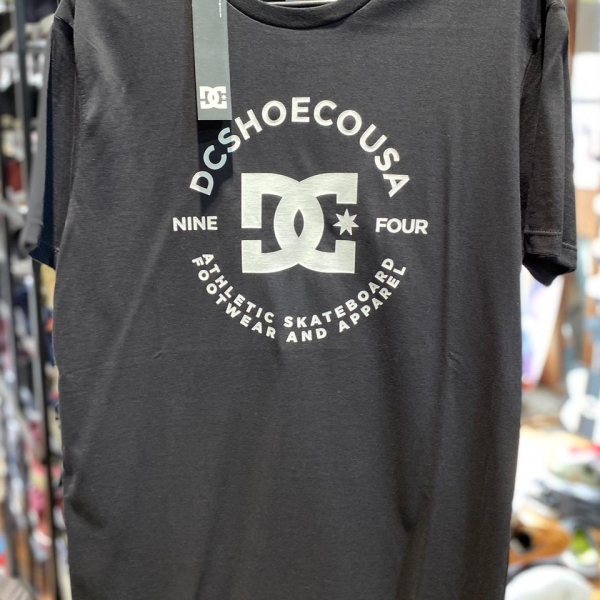 DC
DCSHOECOUSA
NINE
DC
FOUR
ATHLETIC SKATEBOARD
FOOTWEAR AND APPAREL